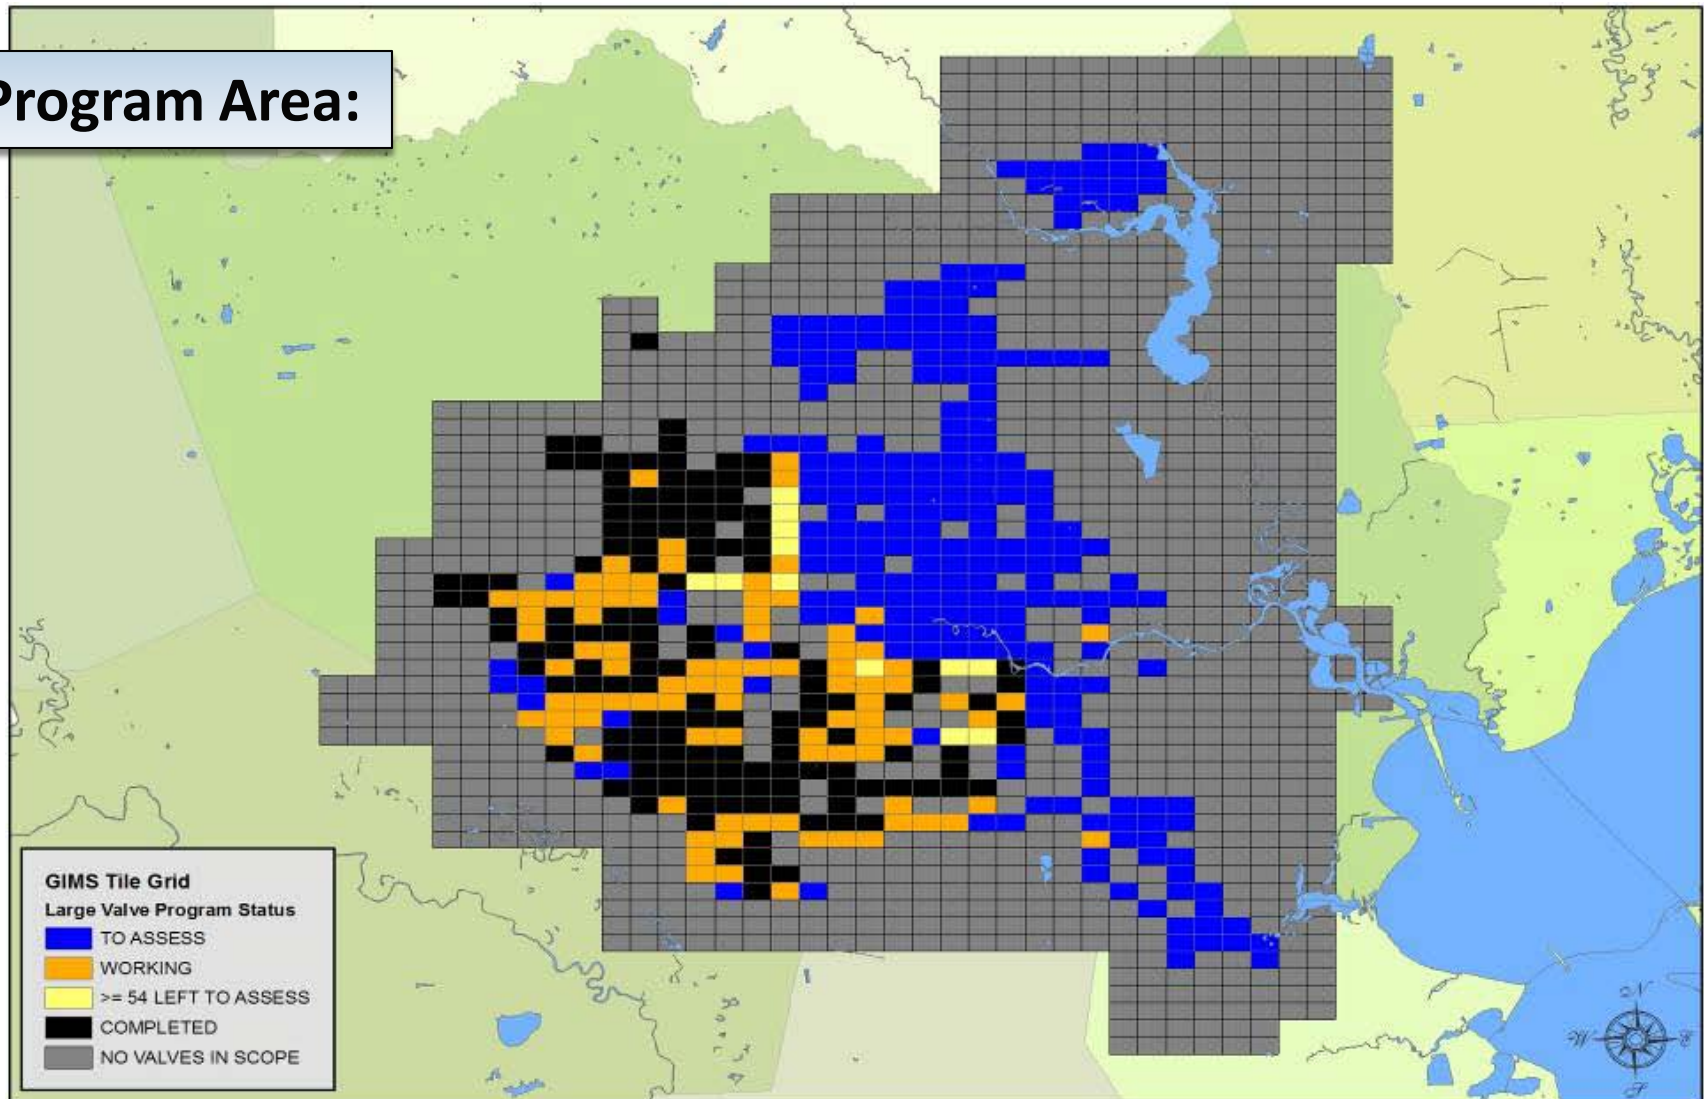 Program Area:
GIMS Tile Grid
Large Valve Program Status
TO ASSESS
WORKING
>= 54 LEFT TO ASSESS
COMPLETED
NO VALVES IN SCOPE
N
W
E
S